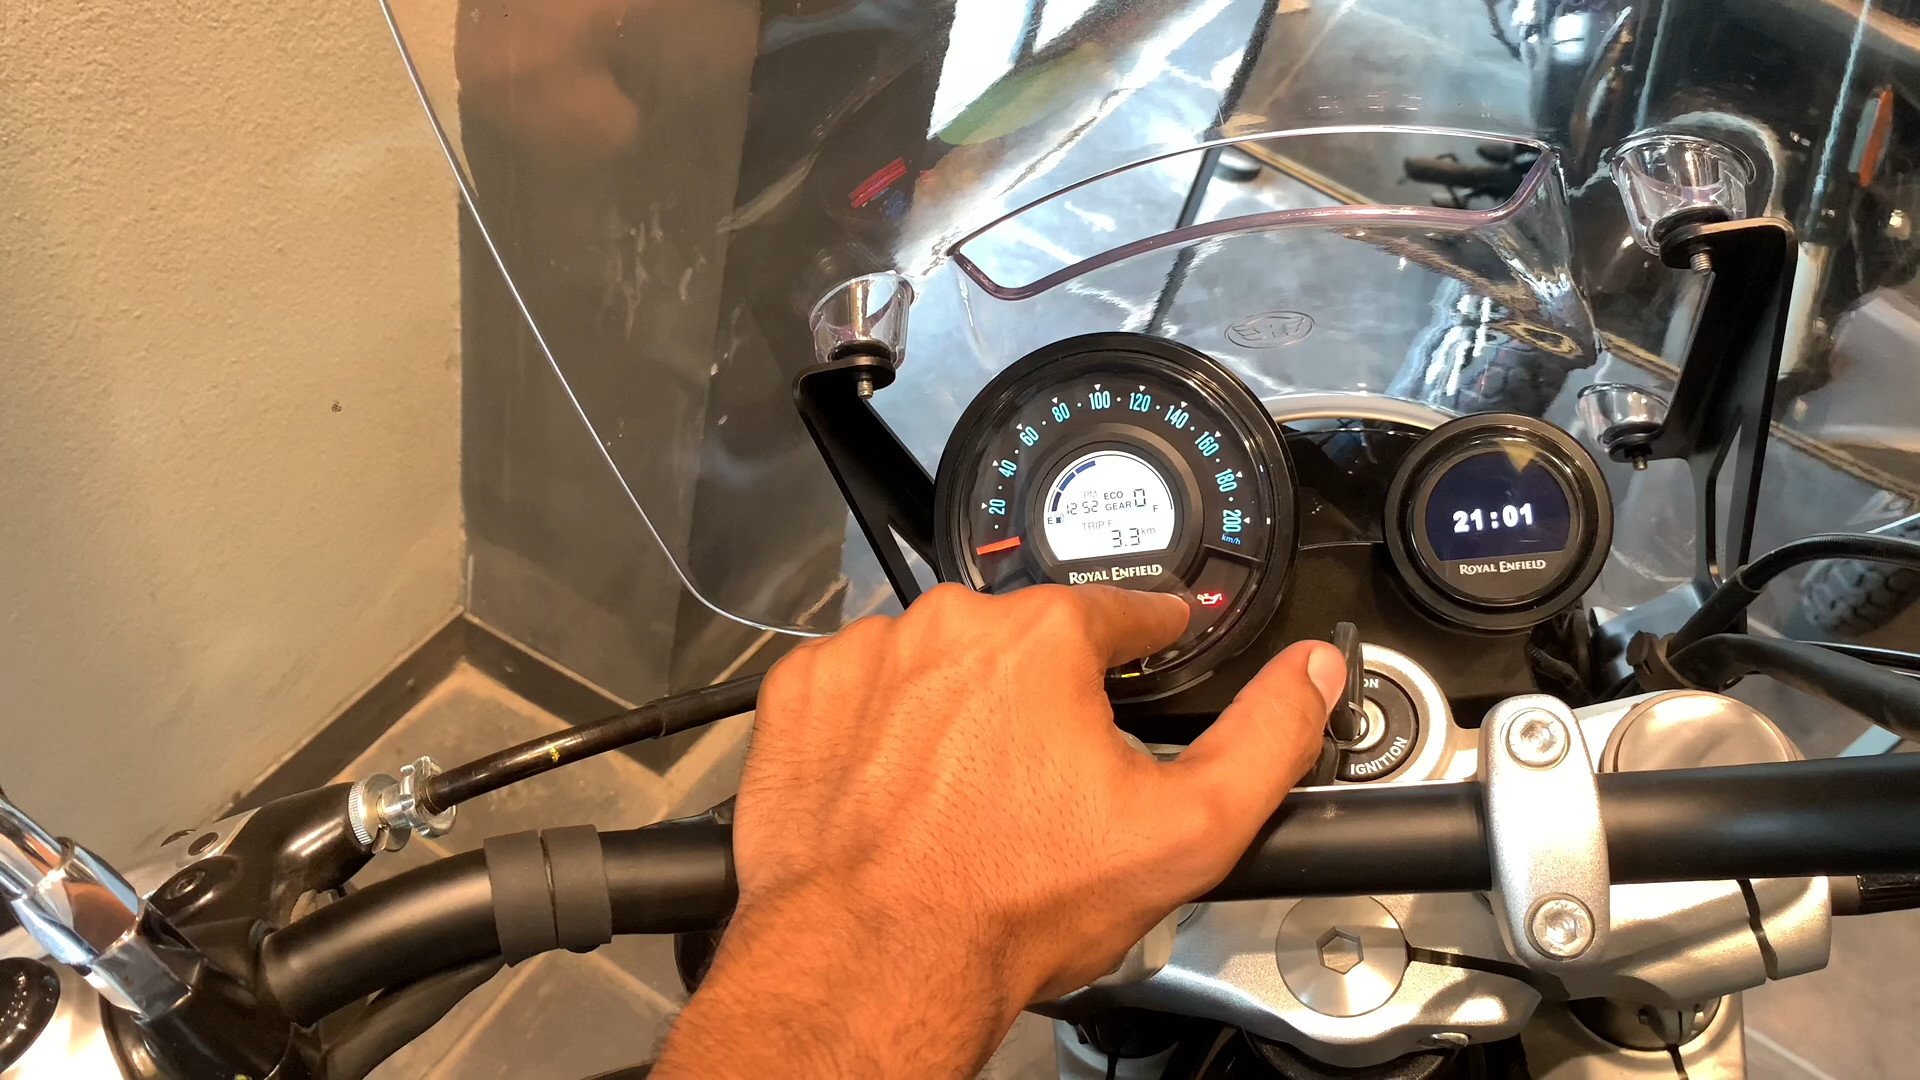 20 · 40 · 60 · 80 · 100 · 120 · 140 · 160 · 180 · 200
km/h
PM ECO
12:52 GEAR 0
E F
TRIP F
3.3 km
ROYAL ENFIELD
21:01
ROYAL ENFIELD
ON
IGNITION